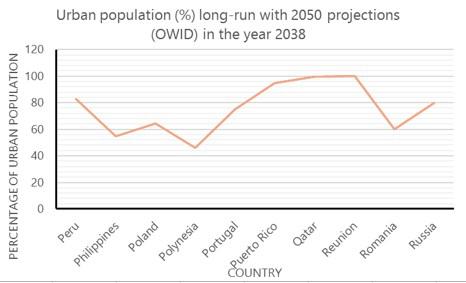 Urban population (%) long-run with 2050 projections
(OWID) in the year 2038
PERCENTAGE OF URBAN POPULATION
120
100
80
60
40
20
0
Peru
Philippines
Poland
Polynesia
Portugal
Puerto Rico
Qatar
Reunion
Romania
Russia
COUNTRY